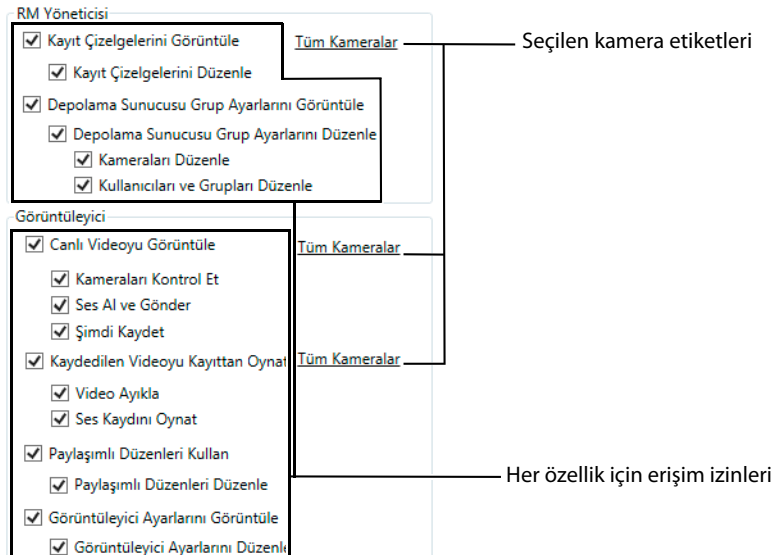 RM Yöneticisi
Kayıt Çizelgelerini Görüntüle Tüm Kameralar Seçilen kamera etiketleri
Kayıt Çizelgelerini Düzenle
Depolama Sunucusu Grup Ayarlarını Görüntüle
Depolama Sunucusu Grup Ayarlarını Düzenle
Kameraları Düzenle
Kullanıcıları ve Grupları Düzenle
Görüntüleyici
Canlı Videoyu Görüntüle Tüm Kameralar
Kameraları Kontrol Et
Ses Al ve Gönder
Şimdi Kaydet
Kaydedilen Videoyu Kayıttan Oynat Tüm Kameralar
Video Ayıkla
Ses Kaydını Oynat
Paylaşımlı Düzenleri Kullan
Her özellik için erişim izinleri
Paylaşımlı Düzenleri Düzenle
Görüntüleyici Ayarlarını Görüntüle
Görüntüleyici Ayarlarını Düzenle